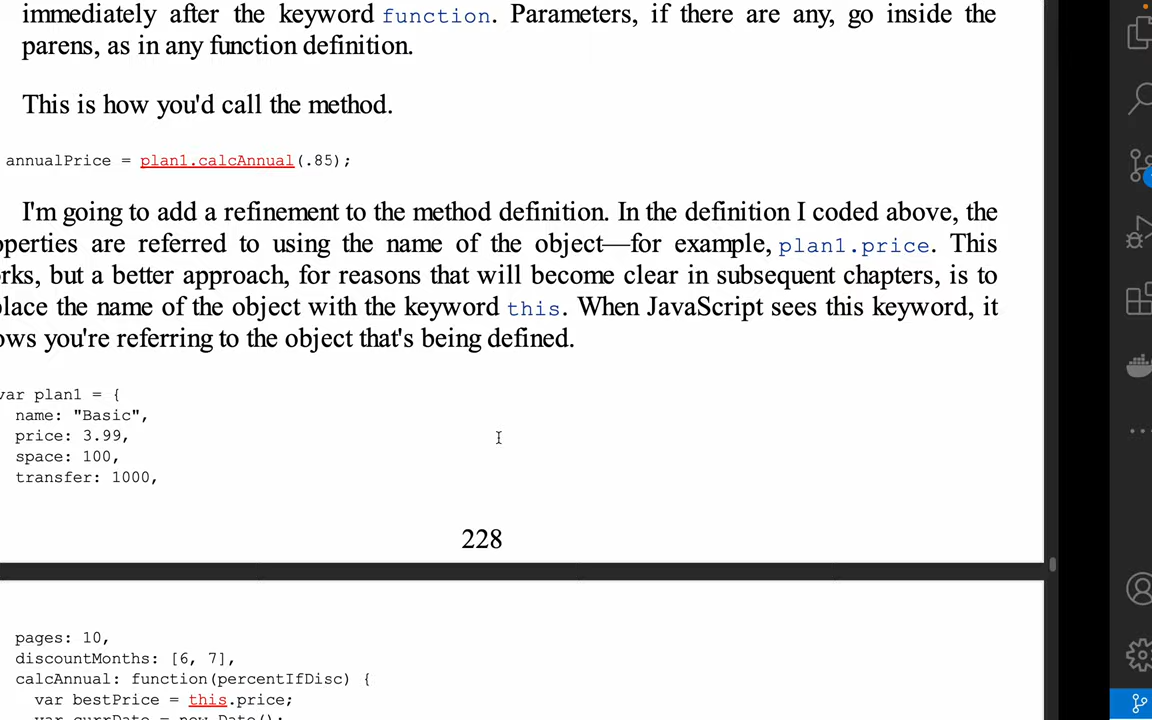 immediately after the keyword function. Parameters, if there are any, go inside the
parens, as in any function definition.
This is how you'd call the method.
annualPrice = plan1.calcAnnual(.85);
I'm going to add a refinement to the method definition. In the definition I coded above, the
operties are referred to using the name of the object—for example, plan1.price. This
rks, but a better approach, for reasons that will become clear in subsequent chapters, is to
lace the name of the object with the keyword this. When JavaScript sees this keyword, it
ows you're referring to the object that's being defined.
var plan1 = {
name: "Basic",
price: 3.99,
space: 100,
transfer: 1000,
228
pages: 10,
discountMonths: [6, 7],
calcAnnual: function(percentIfDisc) {
var bestPrice = this.price;
var currDate = new Date();